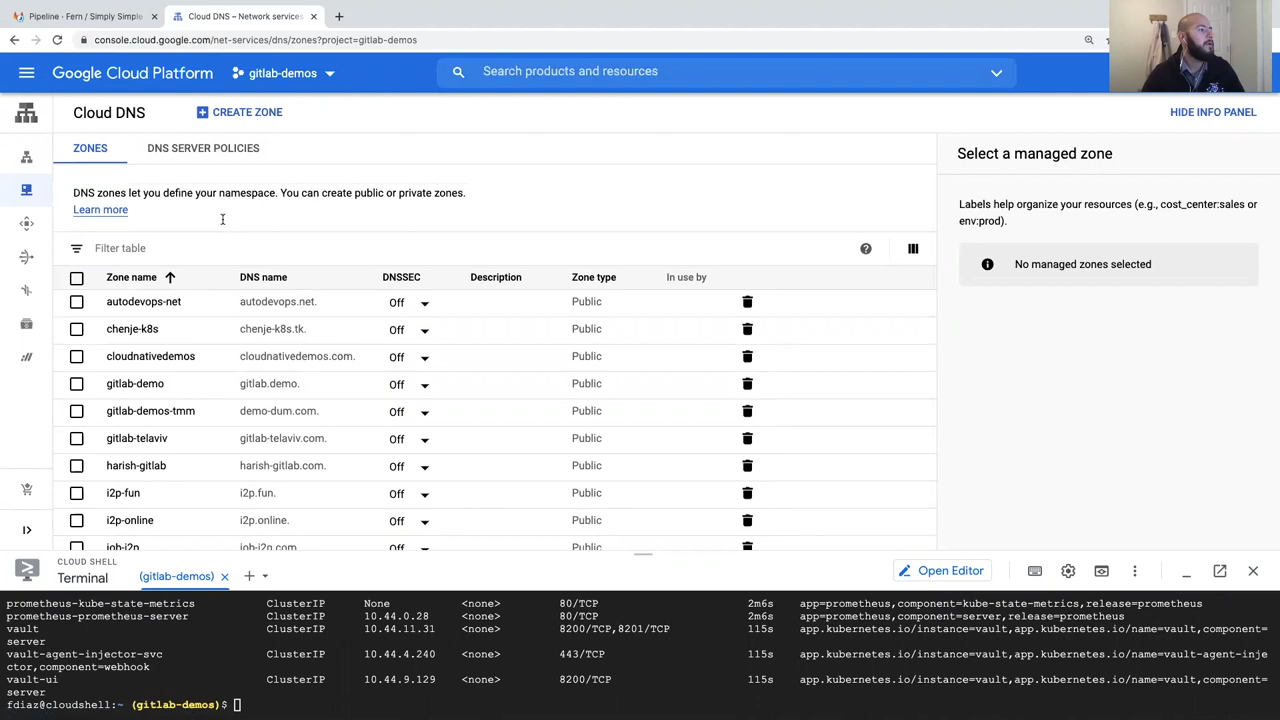 Pipeline · Fern / Simply Simple
Cloud DNS – Network services
console.cloud.google.com/net-services/dns/zones?project=gitlab-demos
Google Cloud Platform
gitlab-demos
Search products and resources
Cloud DNS
CREATE ZONE
HIDE INFO PANEL
ZONES
DNS SERVER POLICIES
Select a managed zone
DNS zones let you define your namespace. You can create public or private zones.
Learn more
Labels help organize your resources (e.g., cost_center:sales or
env:prod).
Filter table
No managed zones selected
Zone name DNS name DNSSEC Description Zone type In use by
autodevops-net autodevops.net. Off Public
chenje-k8s chenje-k8s.tk. Off Public
cloudnativedemos cloudnativedemos.com. Off Public
gitlab-demo gitlab.demo. Off Public
gitlab-demos-tmm demo-dum.com. Off Public
gitlab-telaviv gitlab-telaviv.com. Off Public
harish-gitlab harish-gitlab.com. Off Public
i2p-fun i2p.fun. Off Public
i2p-online i2p.online. Off Public
Off Public
CLOUD SHELL
Terminal
(gitlab-demos)
Open Editor
prometheus-kube-state-metrics ClusterIP None <none> 80/TCP 2m6s app=prometheus,component=kube-state-metrics,release=prometheus
prometheus-prometheus-server ClusterIP 10.44.0.28 <none> 80/TCP 2m6s app=prometheus,component=server,release=prometheus
vault ClusterIP 10.44.11.31 <none> 8200/TCP,8201/TCP 115s app.kubernetes.io/instance=vault,app.kubernetes.io/name=vault,component=
server
vault-agent-injector-svc ClusterIP 10.44.4.240 <none> 443/TCP 115s app.kubernetes.io/instance=vault,app.kubernetes.io/name=vault-agent-inje
ctor,component=webhook
vault-ui ClusterIP 10.44.9.129 <none> 8200/TCP 115s app.kubernetes.io/instance=vault,app.kubernetes.io/name=vault,component=
server
fdiaz@cloudshell:~ (gitlab-demos)$